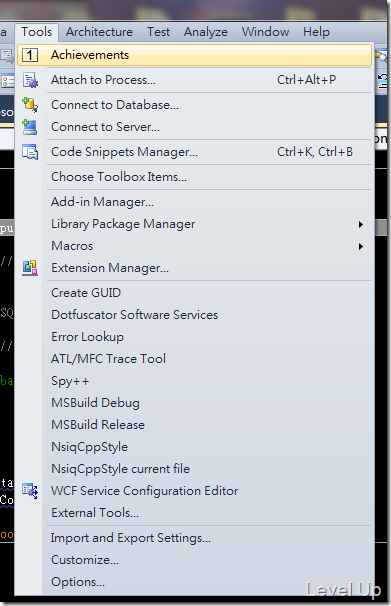 a Tools Architecture Test Analyze Window Help
1 Achievements
Attach to Process... Ctrl+Alt+P
Connect to Database...
Connect to Server...
Code Snippets Manager... Ctrl+K, Ctrl+B
Choose Toolbox Items...
Add-in Manager...
Library Package Manager
Macros
Extension Manager...
Create GUID
Dotfuscator Software Services
Error Lookup
ATL/MFC Trace Tool
Spy++
MSBuild Debug
MSBuild Release
NsiqCppStyle
NsiqCppStyle current file
WCF Service Configuration Editor
External Tools...
Import and Export Settings...
Customize...
Options...
Level Up